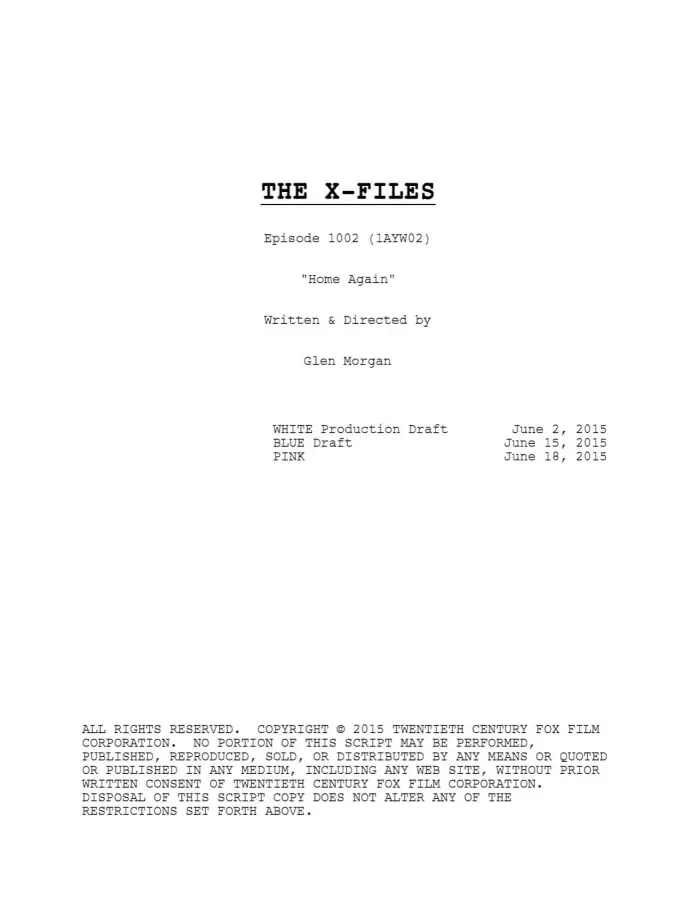 THE X-FILES
Episode 1002 (1AYW02)
"Home Again"
Written & Directed by
Glen Morgan
WHITE Production Draft June 2, 2015
BLUE Draft June 15, 2015
PINK June 18, 2015
ALL RIGHTS RESERVED. COPYRIGHT © 2015 TWENTIETH CENTURY FOX FILM
CORPORATION. NO PORTION OF THIS SCRIPT MAY BE PERFORMED,
PUBLISHED, REPRODUCED, SOLD, OR DISTRIBUTED BY ANY MEANS OR QUOTED
OR PUBLISHED IN ANY MEDIUM, INCLUDING ANY WEB SITE, WITHOUT PRIOR
WRITTEN CONSENT OF TWENTIETH CENTURY FOX FILM CORPORATION.
DISPOSAL OF THIS SCRIPT COPY DOES NOT ALTER ANY OF THE
RESTRICTIONS SET FORTH ABOVE.